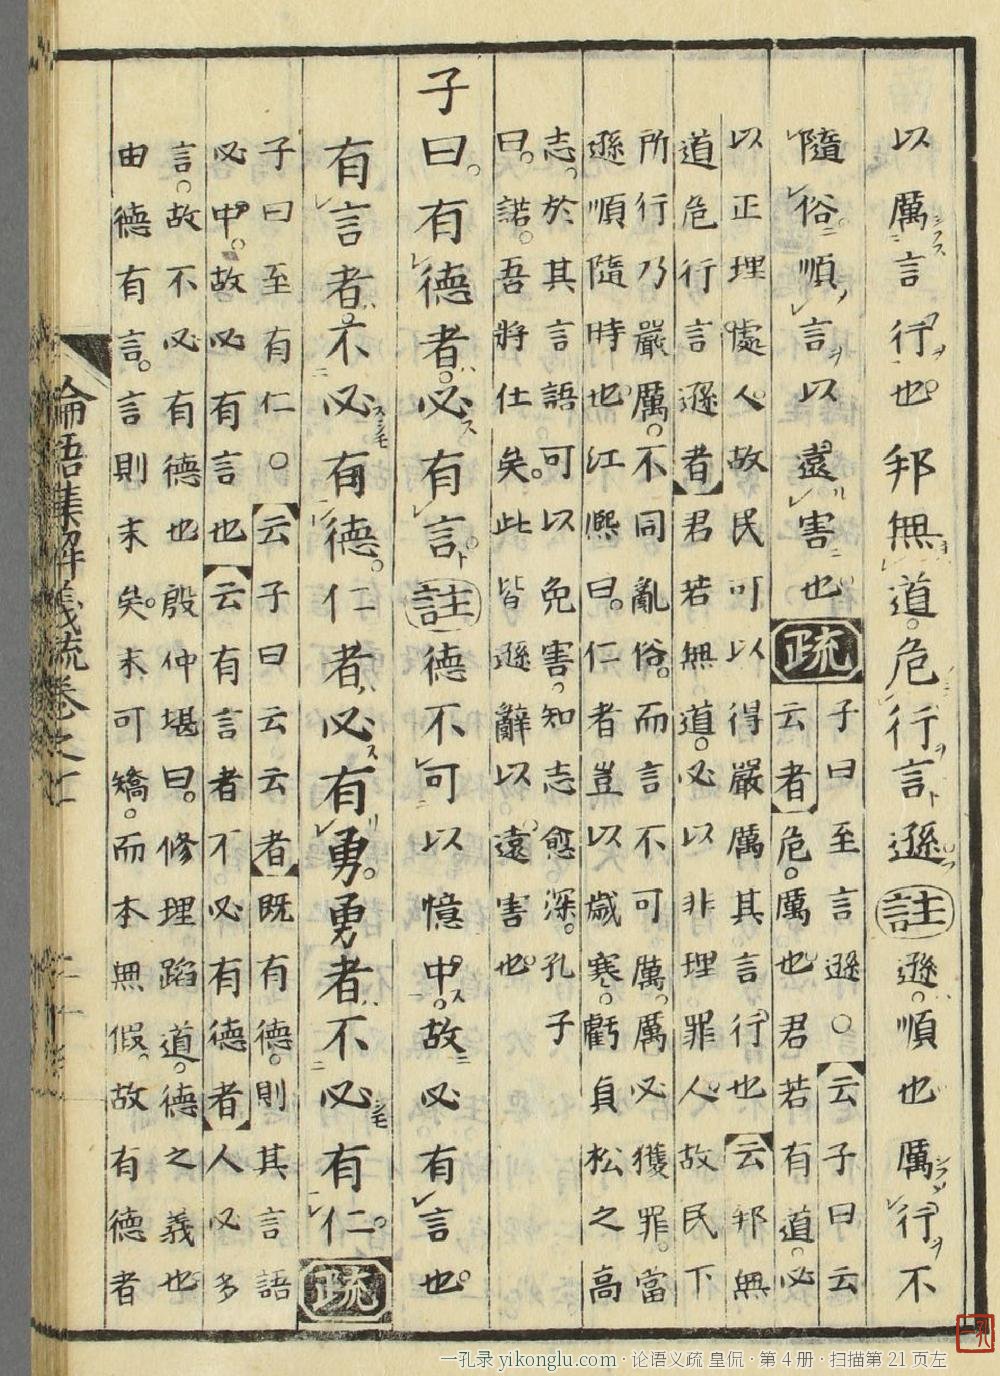 以厲言行也邦無道危行言遜註遜順也厲行不
隨俗順言以遠害也疏子曰至言遜〇云子曰云
云者危厲也君若有道必
以正理處人故民可以得嚴厲其言行也云邦無
道危行言遜者君若無道必以非理罪人故民下
所行乃嚴厲不同亂俗而言不可厲厲必獲罪當
遜順隨時也江熈曰仁者豈以歲寒虧貞松之高
志於其言語可以免害知志愈深孔子
曰諾吾將仕矣此皆遜辭以遠害也
子曰有德者必有言註德不可以憶中故必有言也
有言者不必有德仁者必有勇勇者不必有仁疏
子曰至有仁〇云子曰云云者既有德則其言語
必中故必有言也云有言者不必有德者人必多
言故不必有德也殷仲堪曰修理蹈道德之義也
由德有言言則末矣末可矯而本無假故有德者
論語集解義疏卷之七
一孔录 yikonglu.com · 论语义疏 皇侃 · 第 4 册 · 扫描第 21 页左